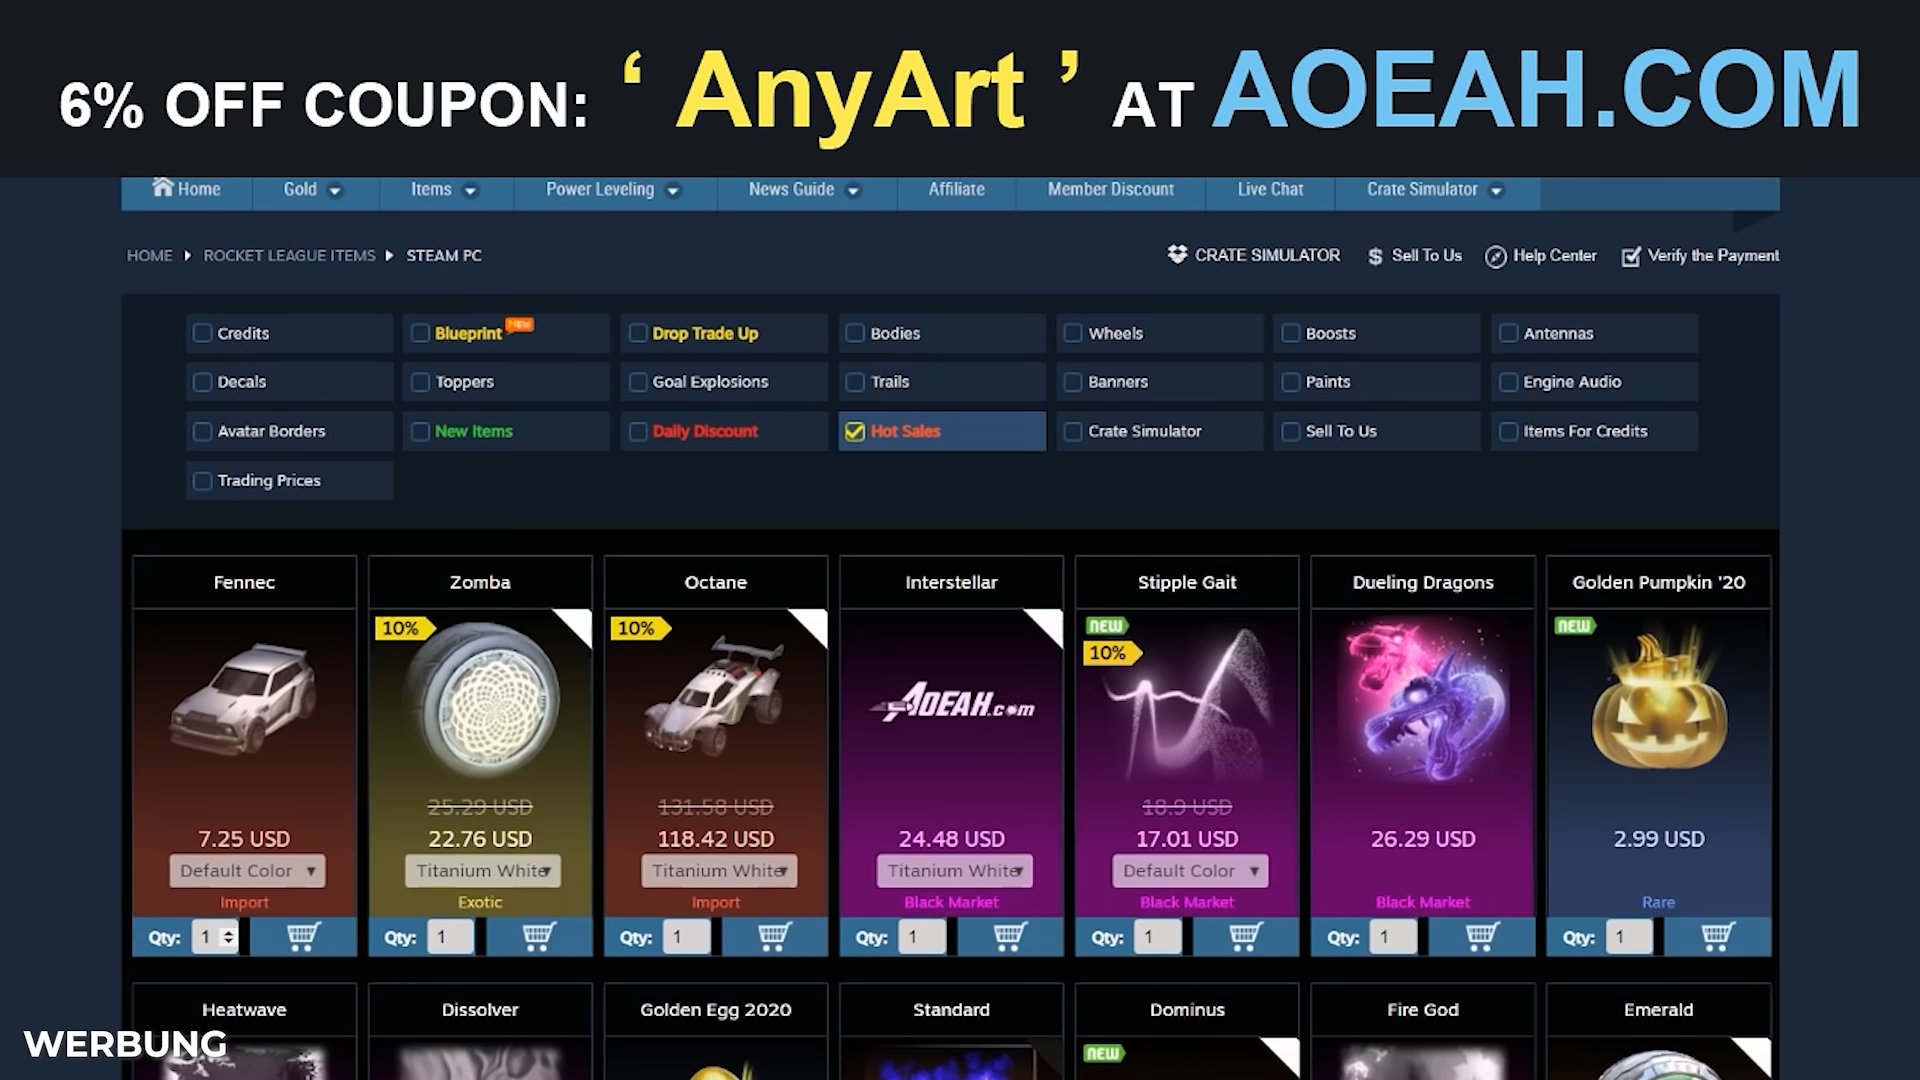 6% OFF COUPON: ‘ AnyArt ’ AT AOEAH.COM
Home Gold Items Power Leveling News Guide Affiliate Member Discount Live Chat Crate Simulator
HOME ROCKET LEAGUE ITEMS STEAM PC CRATE SIMULATOR $ Sell To Us Help Center Verify the Payment
Credits Blueprint NEW Drop Trade Up Bodies Wheels Boosts Antennas
Decals Toppers Goal Explosions Trails Banners Paints Engine Audio
Avatar Borders New Items Daily Discount Hot Sales Crate Simulator Sell To Us Items For Credits
Trading Prices
Fennec Zomba Octane Interstellar Stipple Gait Dueling Dragons Golden Pumpkin '20
10% 10% NEW NEW
10%
AOEAH.com
25.29 USD 131.58 USD 18.9 USD
7.25 USD 22.76 USD 118.42 USD 24.48 USD 17.01 USD 26.29 USD 2.99 USD
Default Color Titanium White Titanium White Titanium White Default Color
Import Exotic Import Black Market Black Market Black Market Rare
Qty: 1 Qty: 1 Qty: 1 Qty: 1 Qty: 1 Qty: 1 Qty: 1
Heatwave Dissolver Golden Egg 2020 Standard Dominus Fire God Emerald
WERBUNG
NEW